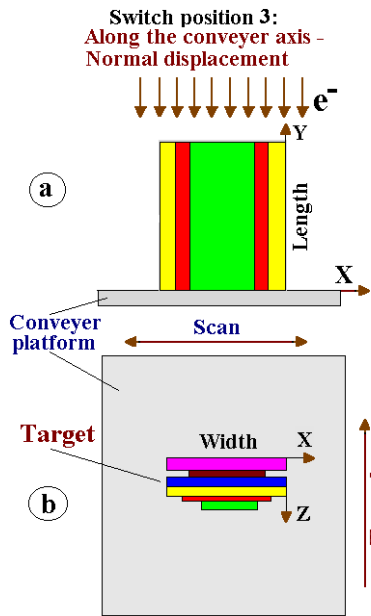 Switch position 3:
Along the conveyer axis -
Normal displacement
e-
Y
a
Length
X
Conveyer
platform
Scan
Target
Width
X
b
Z